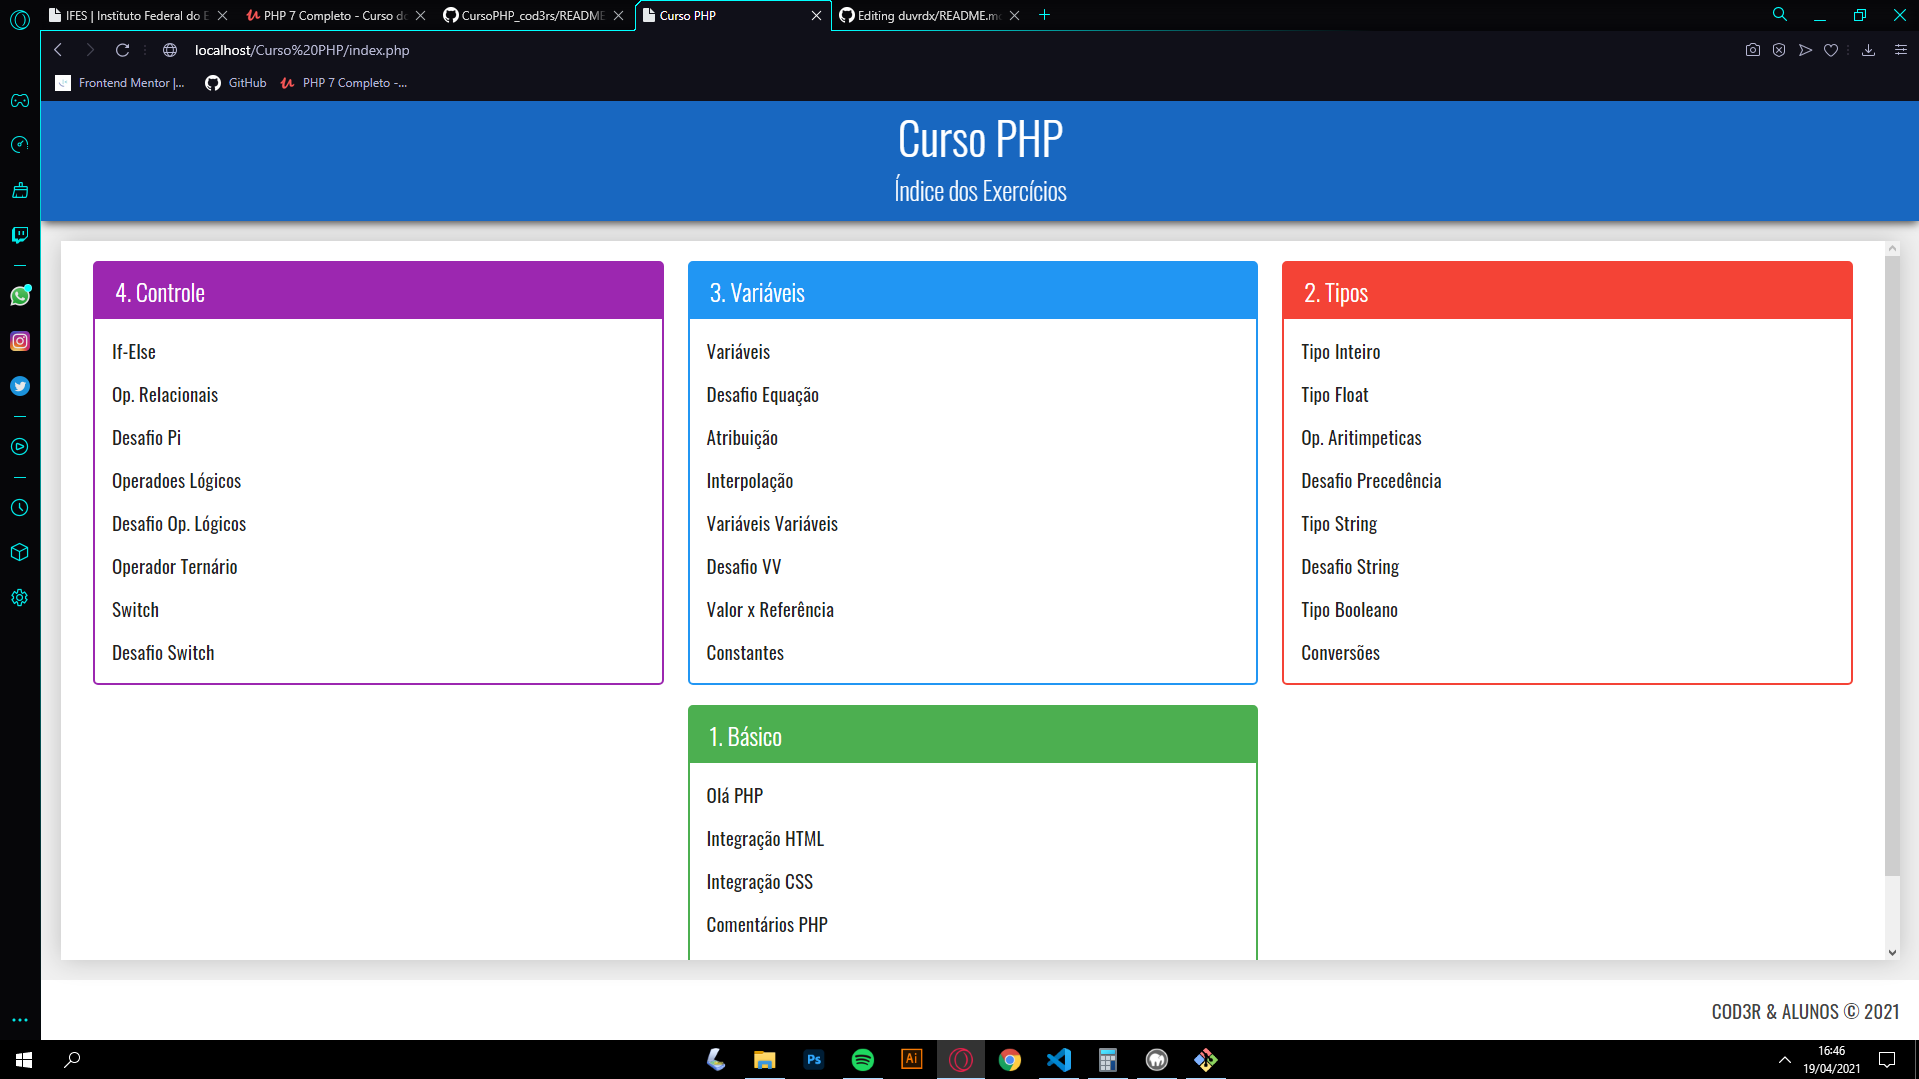 IFES | Instituto Federal do E
PHP 7 Completo - Curso do
CursoPHP_cod3rs/README
Curso PHP
Editing duvrdx/README.md
localhost/Curso%20PHP/index.php
Frontend Mentor |...
GitHub
PHP 7 Completo -...
Curso PHP
Índice dos Exercícios
4. Controle
If-Else
Op. Relacionais
Desafio Pi
Operadoes Lógicos
Desafio Op. Lógicos
Operador Ternário
Switch
Desafio Switch
3. Variáveis
Variáveis
Desafio Equação
Atribuição
Interpolação
Variáveis Variáveis
Desafio VV
Valor x Referência
Constantes
2. Tipos
Tipo Inteiro
Tipo Float
Op. Aritimpeticas
Desafio Precedência
Tipo String
Desafio String
Tipo Booleano
Conversões
1. Básico
Olá PHP
Integração HTML
Integração CSS
Comentários PHP
COD3R & ALUNOS © 2021
Ps
Ai
16:46
19/04/2021